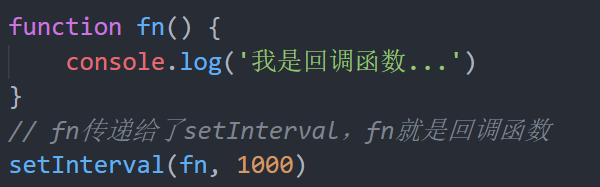 function fn() {
    console.log('我是回调函数...')
}
// fn传递给了setInterval，fn就是回调函数
setInterval(fn, 1000)